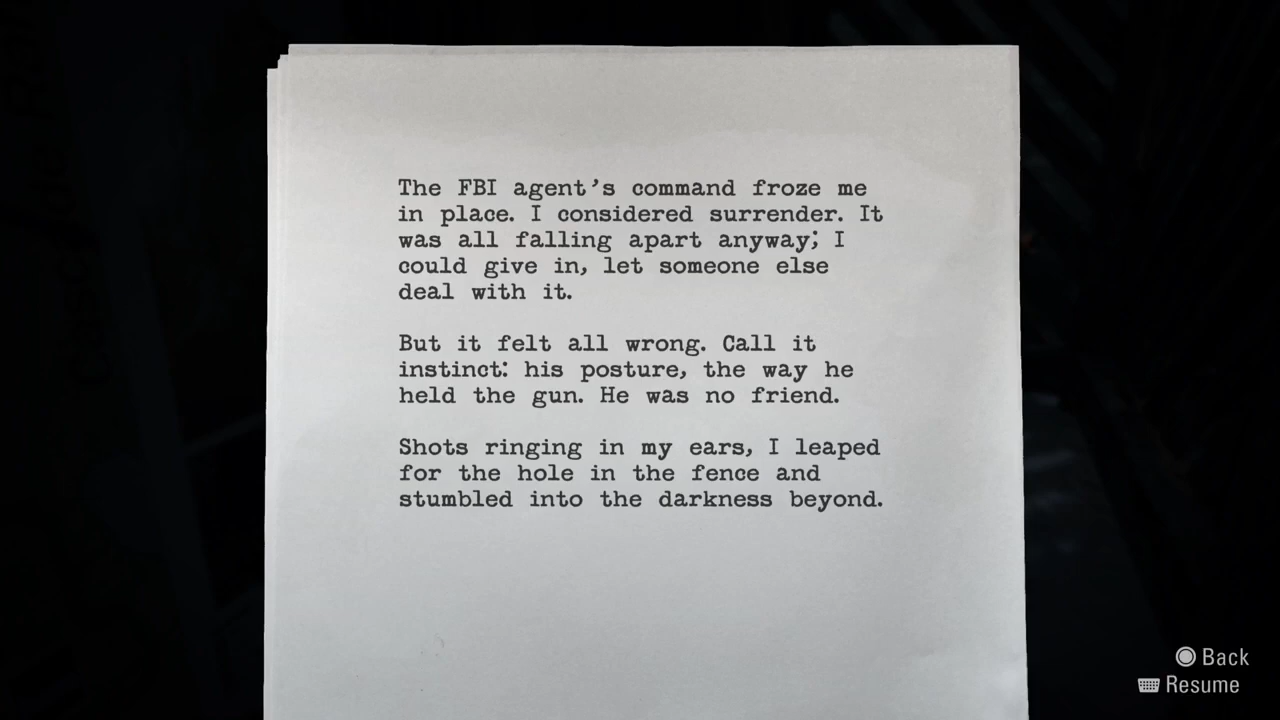 The FBI agent’s command froze me
in place. I considered surrender. It
was all falling apart anyway; I
could give in, let someone else
deal with it.
But it felt all wrong. Call it
instinct: his posture, the way he
held the gun. He was no friend.
Shots ringing in my ears, I leaped
for the hole in the fence and
stumbled into the darkness beyond.
Back
Resume